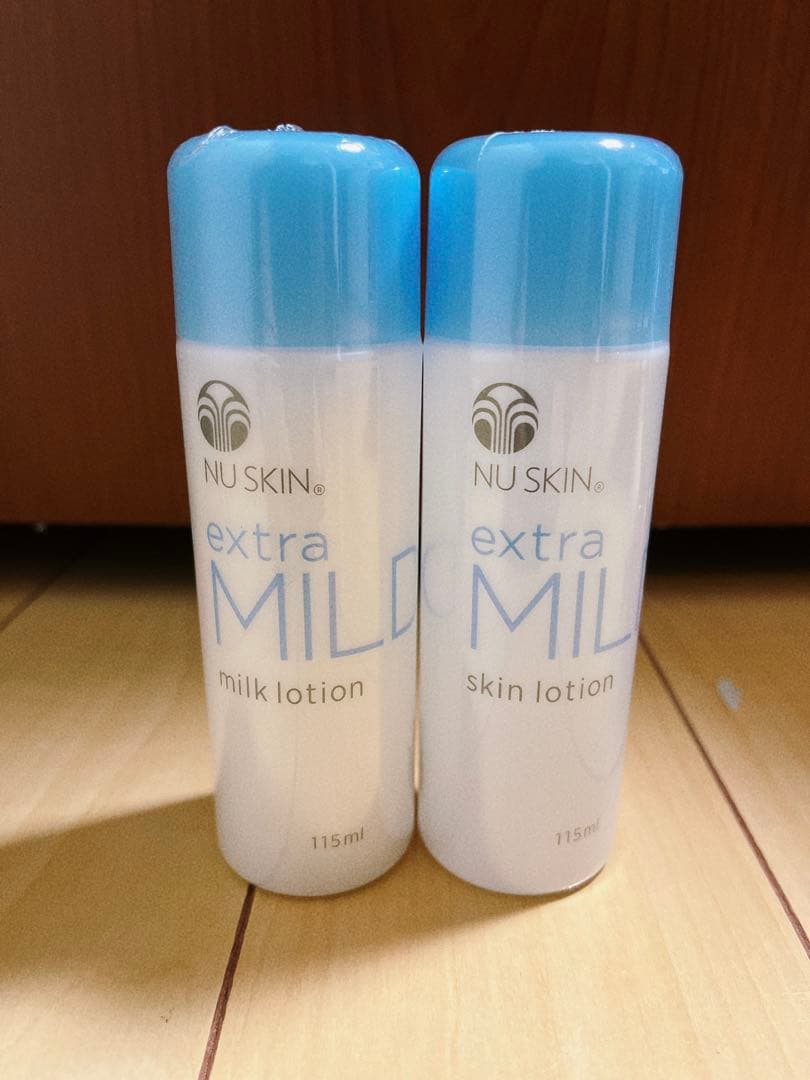 NU SKIN®
extra
MILD
milk lotion
115ml
NU SKIN®
extra
MIL
skin lotion
115ml